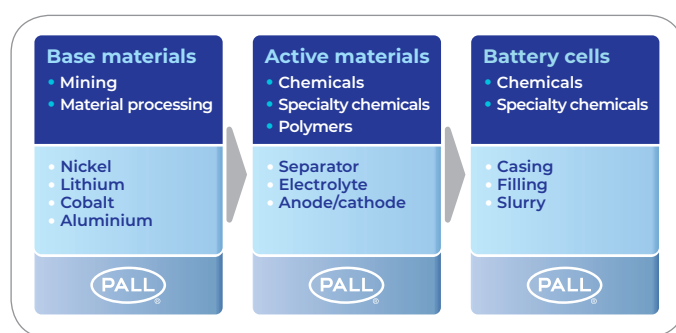 Base materials
• Mining
• Material processing
• Nickel
• Lithium
• Cobalt
• Aluminium
PALL
®
Active materials
• Chemicals
• Specialty chemicals
• Polymers
• Separator
• Electrolyte
• Anode/cathode
PALL
®
Battery cells
• Chemicals
• Specialty chemicals
• Casing
• Filling
• Slurry
PALL
®